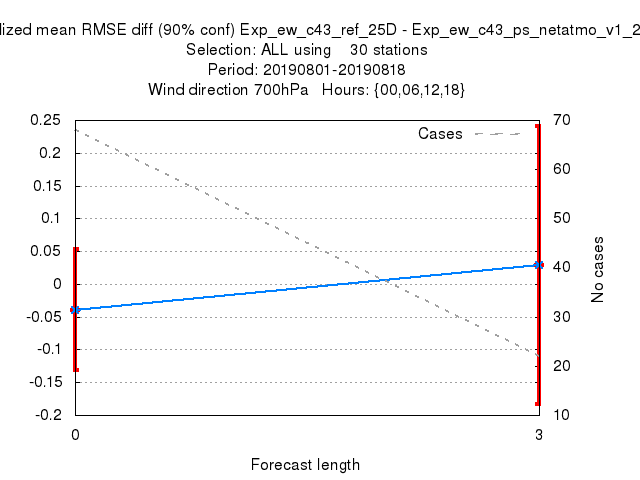 lized mean RMSE diff (90% conf) Exp_ew_c43_ref_25D - Exp_ew_c43_ps_netatmo_v1_2
Selection: ALL using 30 stations
Period: 20190801-20190818
Wind direction 700hPa Hours: {00,06,12,18}
0.25
0.2
0.15
0.1
0.05
0
-0.05
-0.1
-0.15
-0.2
Cases
70
60
50
40
30
20
10
No cases
0 3
Forecast length